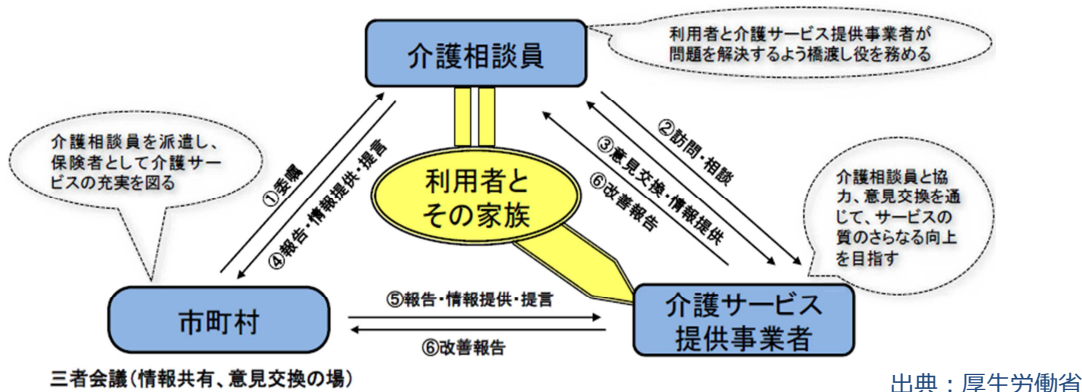 介護相談員
利用者と介護サービス提供事業者が
問題を解決するよう橋渡し役を務める
介護相談員を派遣し、
保険者として介護サー
ビスの充実を図る
①委嘱
④報告・情報提供・提言
利用者と
その家族
②訪問・相談
③意見交換・情報提供
⑥改善報告
介護相談員と協
力、意見交換を通
じて、サービスの
質のさらなる向上
を目指す
市町村
⑤報告・情報提供・提言
⑥改善報告
介護サービス
提供事業者
三者会議（情報共有、意見交換の場）
出典：厚生労働省